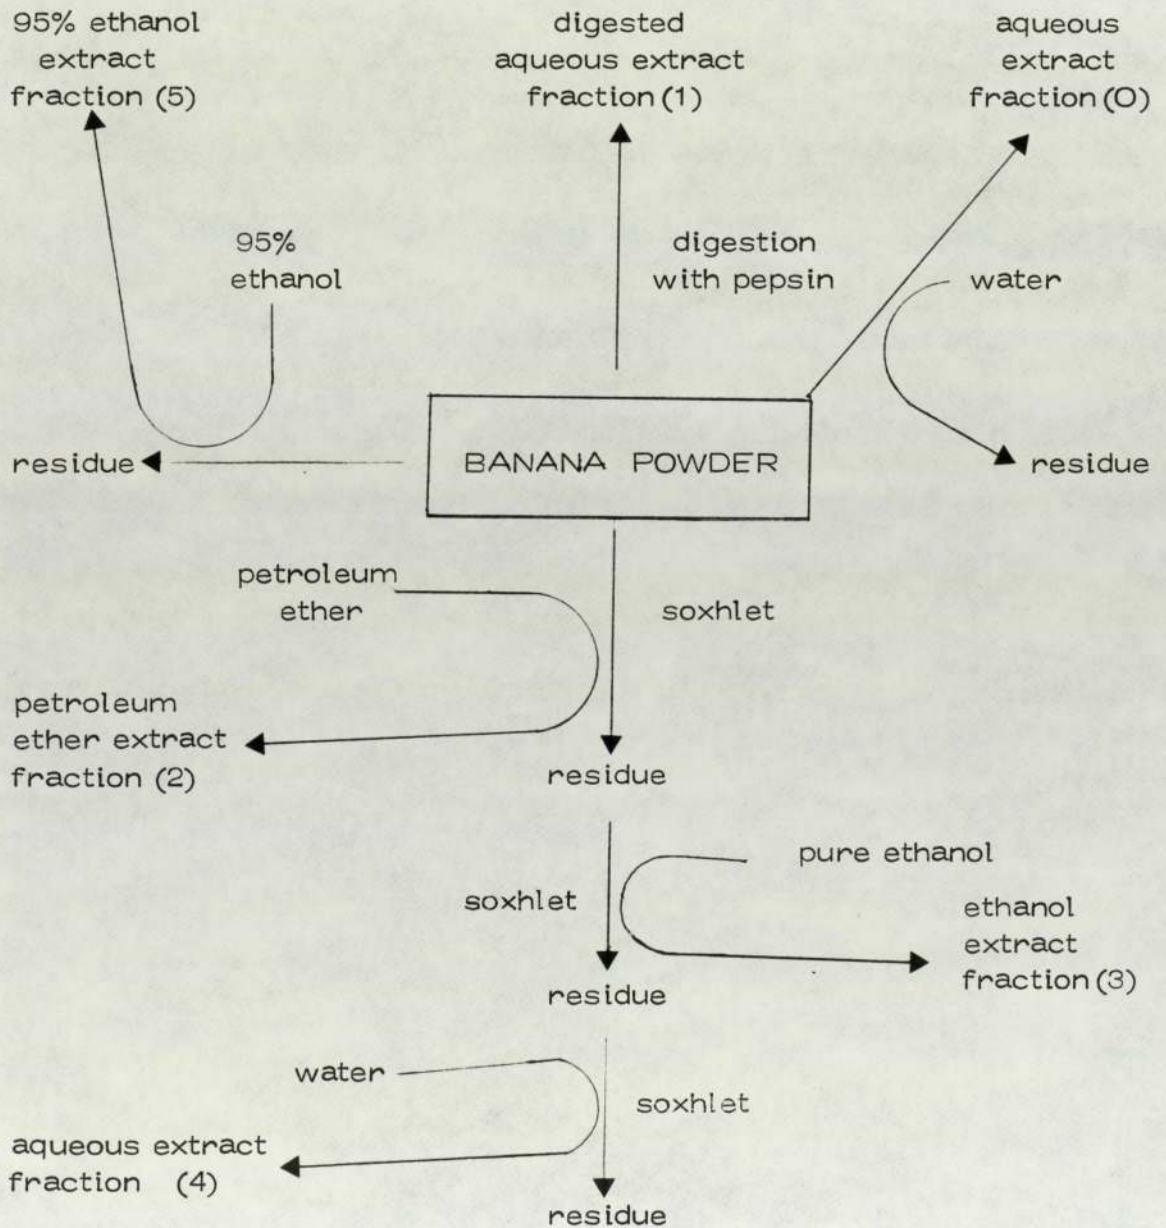 95% ethanol
extract
fraction (5)
digested
aqueous extract
fraction (1)
aqueous
extract
fraction (0)
95%
ethanol
digestion
with pepsin
water
residue
BANANA POWDER
residue
petroleum
ether
soxhlet
petroleum
ether extract
fraction (2)
residue
pure ethanol
soxhlet
ethanol
extract
fraction (3)
residue
water
soxhlet
aqueous extract
fraction (4)
residue